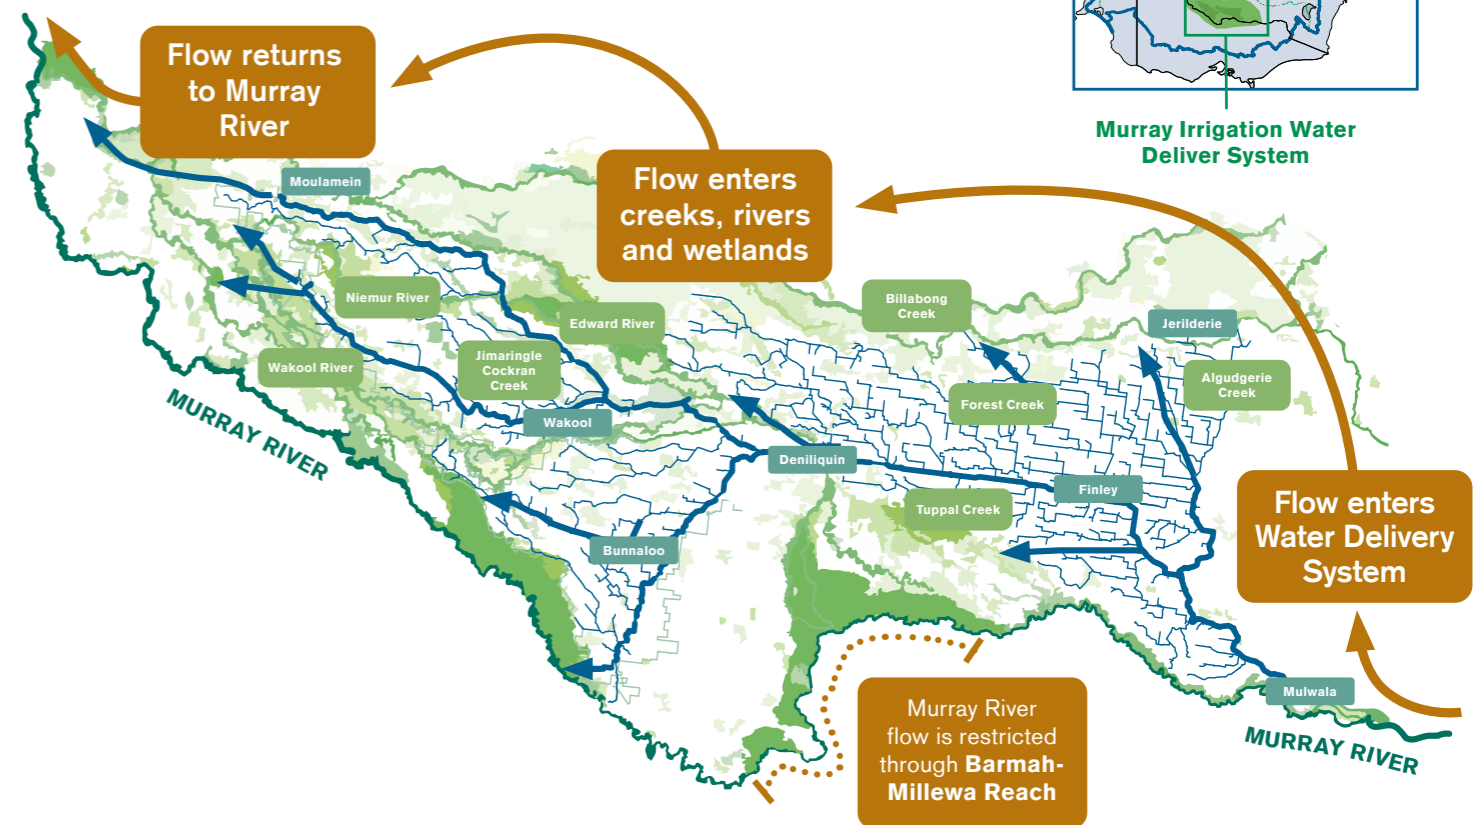 Flow returns
to Murray
River
Murray Irrigation Water
Deliver System
Flow enters
creeks, rivers
and wetlands
Moulamein
Niemur River
Edward River
Billabong
Creek
Jerilderie
Jimaringle
Cockran
Creek
Wakool River
Algudgerie
Creek
Forest Creek
MURRAY RIVER
Wakool
Deniliquin
Finley
Tuppal Creek
Flow enters
Water Delivery
System
Bunnaloo
Mulwala
Murray River
flow is restricted
through Barmah-
Millewa Reach
MURRAY RIVER